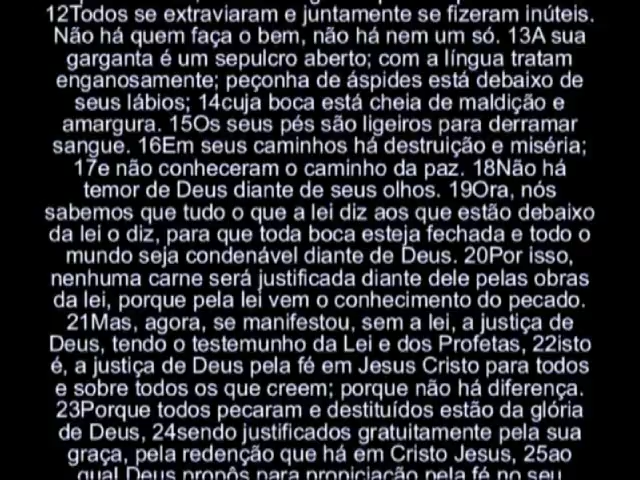 12Todos se extraviaram e juntamente se fizeram inúteis.
Não há quem faça o bem, não há nem um só. 13A sua
garganta é um sepulcro aberto; com a língua tratam
enganosamente; peçonha de áspides está debaixo de
seus lábios; 14cuja boca está cheia de maldição e
amargura. 15Os seus pés são ligeiros para derramar
sangue. 16Em seus caminhos há destruição e miséria;
17e não conheceram o caminho da paz. 18Não há
temor de Deus diante de seus olhos. 19Ora, nós
sabemos que tudo o que a lei diz aos que estão debaixo
da lei o diz, para que toda boca esteja fechada e todo o
mundo seja condenável diante de Deus. 20Por isso,
nenhuma carne será justificada diante dele pelas obras
da lei, porque pela lei vem o conhecimento do pecado.
21Mas, agora, se manifestou, sem a lei, a justiça de
Deus, tendo o testemunho da Lei e dos Profetas, 22isto
é, a justiça de Deus pela fé em Jesus Cristo para todos
e sobre todos os que creem; porque não há diferença.
23Porque todos pecaram e destituídos estão da glória
de Deus, 24sendo justificados gratuitamente pela sua
graça, pela redenção que há em Cristo Jesus, 25ao
qual Deus propôs para propiciação pela fé no seu